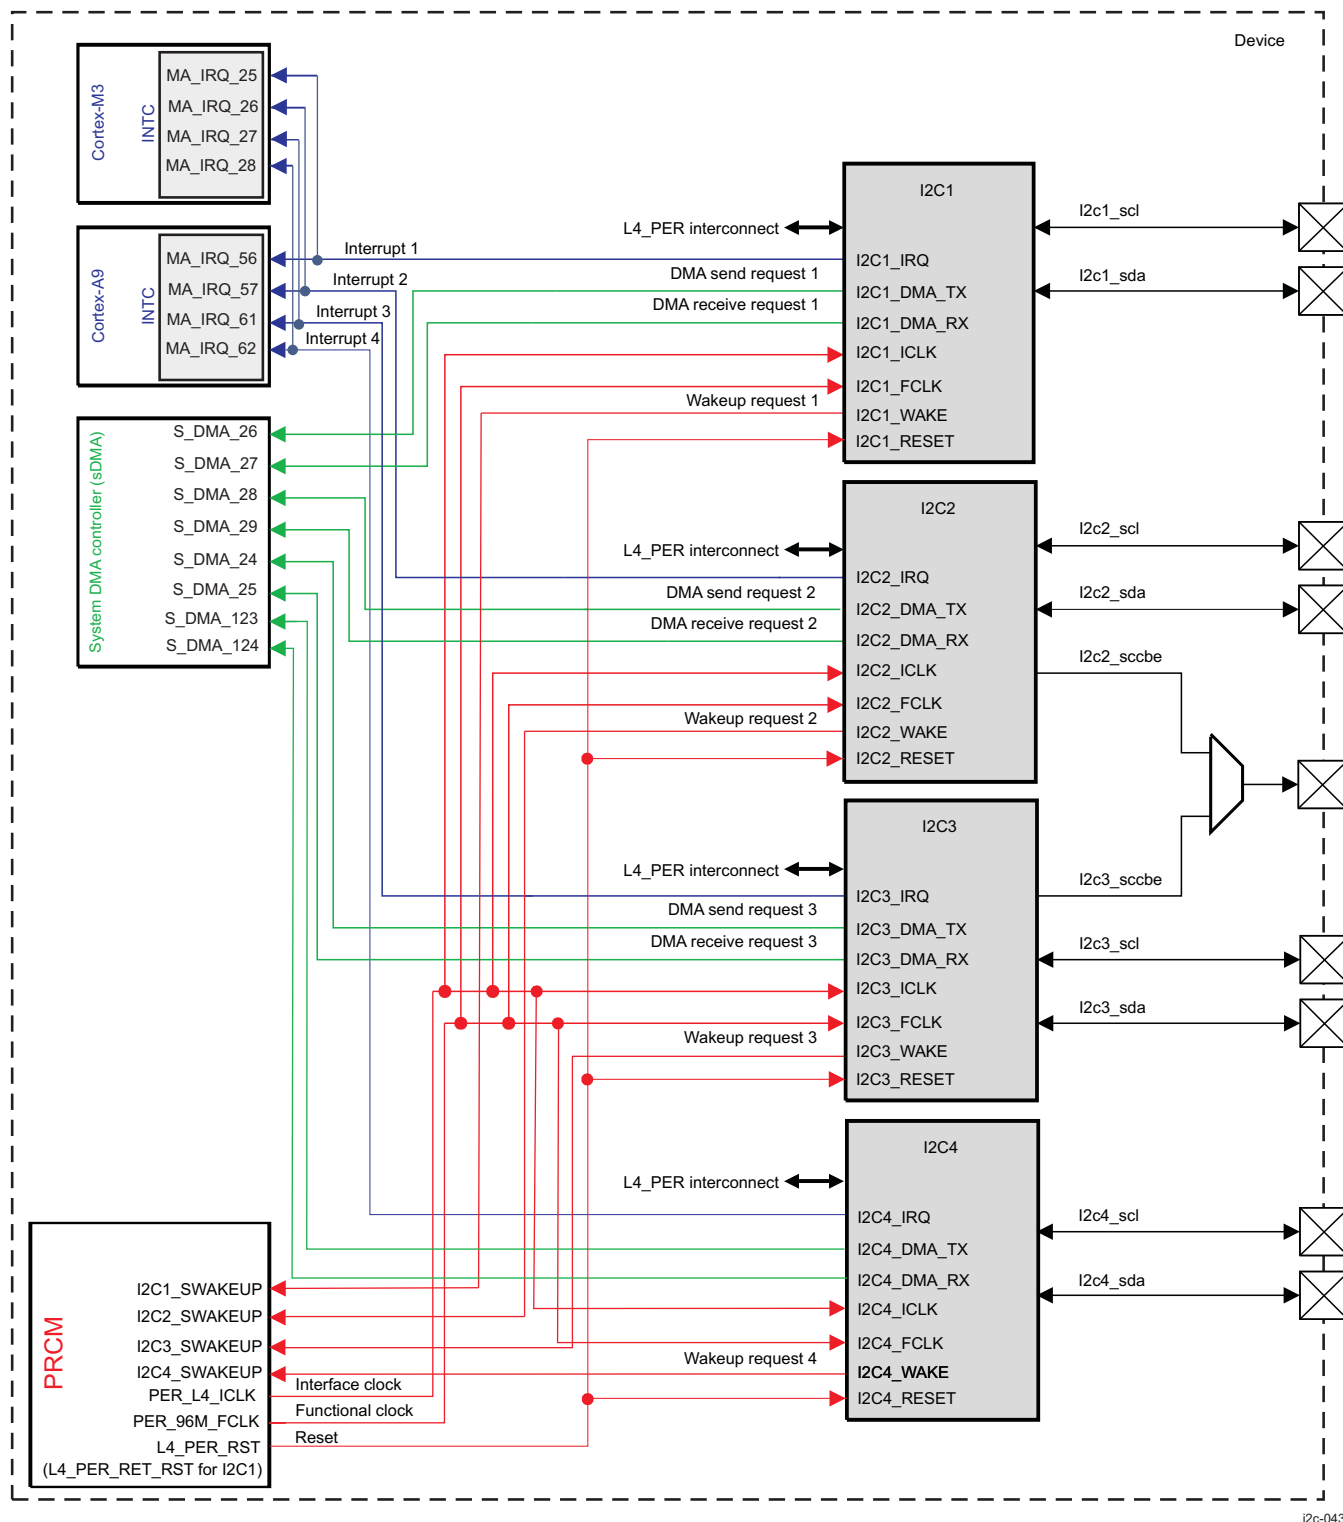 Device
Cortex-M3
INTC
MA_IRQ_25
MA_IRQ_26
MA_IRQ_27
MA_IRQ_28
Cortex-A9
INTC
MA_IRQ_56
MA_IRQ_57
MA_IRQ_61
MA_IRQ_62
Interrupt 1
Interrupt 2
Interrupt 3
Interrupt 4
System DMA controller (sDMA)
S_DMA_26
S_DMA_27
S_DMA_28
S_DMA_29
S_DMA_24
S_DMA_25
S_DMA_123
S_DMA_124
I2C1
L4_PER interconnect
I2C1_IRQ
DMA send request 1
I2C1_DMA_TX
DMA receive request 1
I2C1_DMA_RX
I2C1_ICLK
I2C1_FCLK
Wakeup request 1
I2C1_WAKE
I2C1_RESET
I2c1_scl
I2c1_sda
I2C2
L4_PER interconnect
I2C2_IRQ
DMA send request 2
I2C2_DMA_TX
DMA receive request 2
I2C2_DMA_RX
I2C2_ICLK
I2C2_FCLK
Wakeup request 2
I2C2_WAKE
I2C2_RESET
I2c2_scl
I2c2_sda
I2c2_sccbe
I2C3
L4_PER interconnect
I2C3_IRQ
DMA send request 3
I2C3_DMA_TX
DMA receive request 3
I2C3_DMA_RX
I2C3_ICLK
I2C3_FCLK
Wakeup request 3
I2C3_WAKE
I2C3_RESET
I2c3_sccbe
I2c3_scl
I2c3_sda
I2C4
L4_PER interconnect
I2C4_IRQ
I2C4_DMA_TX
I2C4_DMA_RX
I2C4_ICLK
I2C4_FCLK
Wakeup request 4
I2C4_WAKE
I2C4_RESET
I2c4_scl
I2c4_sda
PRCM
I2C1_SWAKEUP
I2C2_SWAKEUP
I2C3_SWAKEUP
I2C4_SWAKEUP
PER_L4_ICLK
Interface clock
PER_96M_FCLK
Functional clock
L4_PER_RST
Reset
(L4_PER_RET_RST for I2C1)
i2c-043